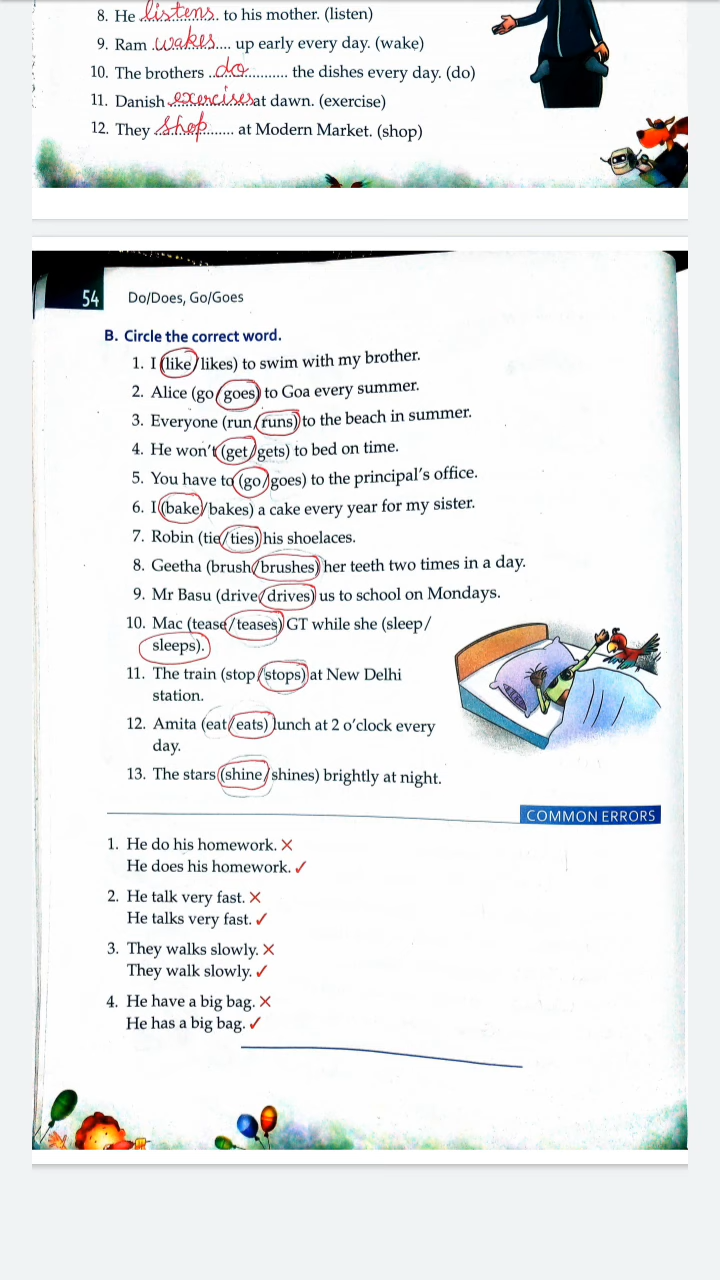 8. He listens. to his mother. (listen)
9. Ram .wakes.... up early every day. (wake)
10. The brothers ..do.......... the dishes every day. (do)
11. Danish exercises at dawn. (exercise)
12. They shop....... at Modern Market. (shop)
54 Do/Does, Go/Goes
B. Circle the correct word.
1. I (like/likes) to swim with my brother.
2. Alice (go/goes) to Goa every summer.
3. Everyone (run/runs) to the beach in summer.
4. He won't (get/gets) to bed on time.
5. You have to (go/goes) to the principal's office.
6. I (bake/bakes) a cake every year for my sister.
7. Robin (tie/ties) his shoelaces.
8. Geetha (brush/brushes) her teeth two times in a day.
9. Mr Basu (drive/drives) us to school on Mondays.
10. Mac (tease/teases) GT while she (sleep/
sleeps).
11. The train (stop/stops) at New Delhi
station.
12. Amita (eat/eats) lunch at 2 o'clock every
day.
13. The stars (shine/shines) brightly at night.
COMMON ERRORS
1. He do his homework. ✗
He does his homework. ✓
2. He talk very fast. ✗
He talks very fast. ✓
3. They walks slowly. ✗
They walk slowly. ✓
4. He have a big bag. ✗
He has a big bag. ✓